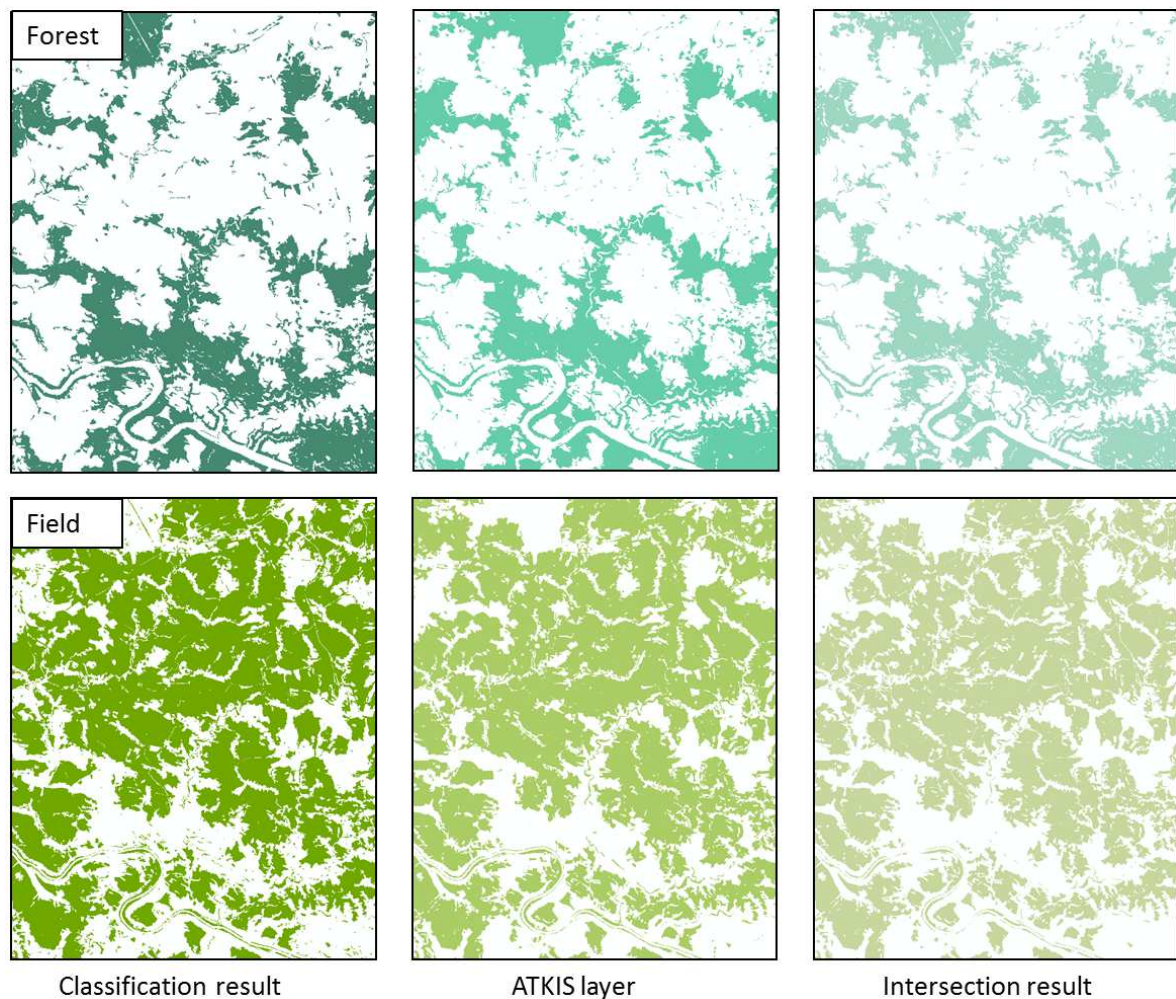 Forest
Field
Classification result
ATKIS layer
Intersection result